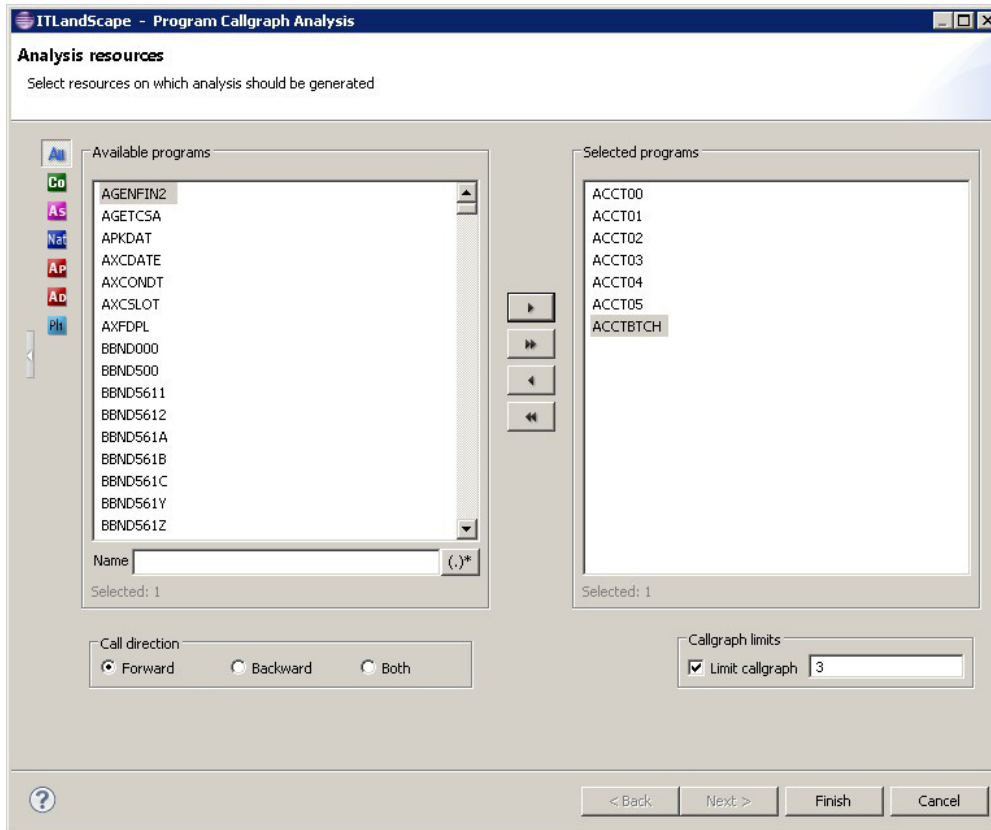 ITLandScape - Program Callgraph Analysis
Analysis resources
Select resources on which analysis should be generated
All
Co
As
Nat
AP
AD
Pl1
Available programs
AGENFIN2
AGETCSA
APKDAT
AXCDATE
AXCONDT
AXCSLOT
AXFDPL
BBND000
BBND500
BBND5611
BBND5612
BBND561A
BBND561B
BBND561C
BBND561Y
BBND561Z
Name
(.)*
Selected: 1
Selected programs
ACCT00
ACCT01
ACCT02
ACCT03
ACCT04
ACCT05
ACCTBTCH
Selected: 1
Call direction
Forward Backward Both
Callgraph limits
Limit callgraph 3
?
< Back Next > Finish Cancel